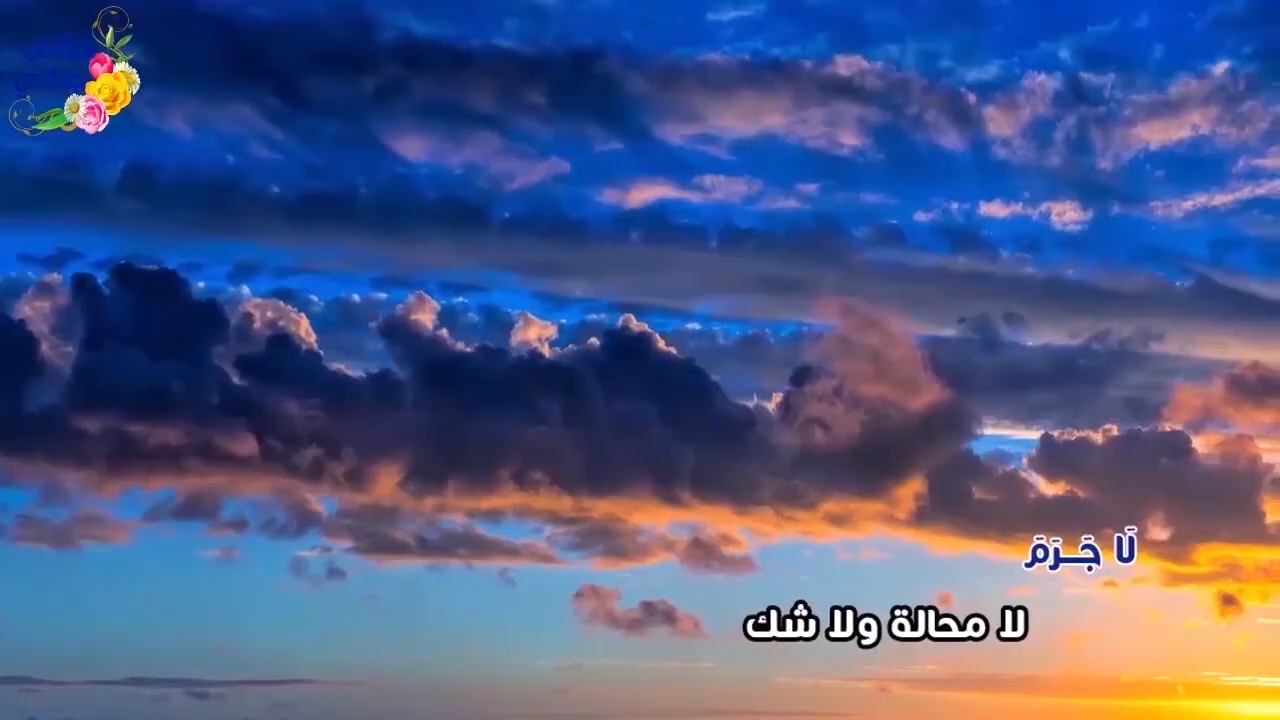 لَا جَـرَمَ
لا محالة ولا شك